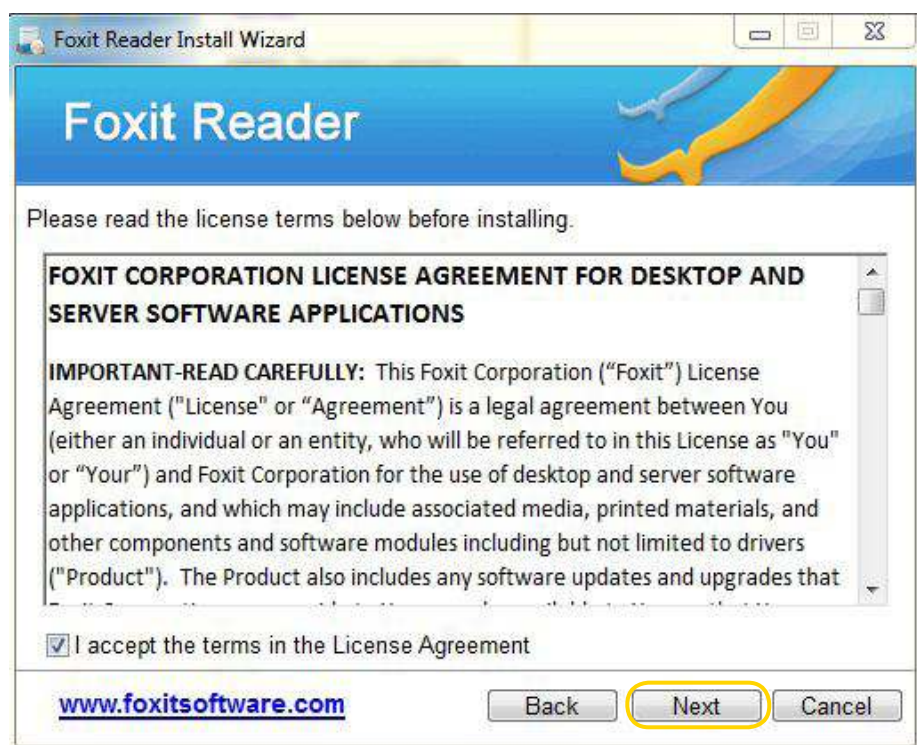 Foxit Reader Install Wizard
Foxit Reader
Please read the license terms below before installing.
FOXIT CORPORATION LICENSE AGREEMENT FOR DESKTOP AND
SERVER SOFTWARE APPLICATIONS
IMPORTANT-READ CAREFULLY: This Foxit Corporation (“Foxit”) License
Agreement ("License" or “Agreement”) is a legal agreement between You
(either an individual or an entity, who will be referred to in this License as "You"
or “Your”) and Foxit Corporation for the use of desktop and server software
applications, and which may include associated media, printed materials, and
other components and software modules including but not limited to drivers
("Product"). The Product also includes any software updates and upgrades that
I accept the terms in the License Agreement
www.foxitsoftware.com
Back
Next
Cancel